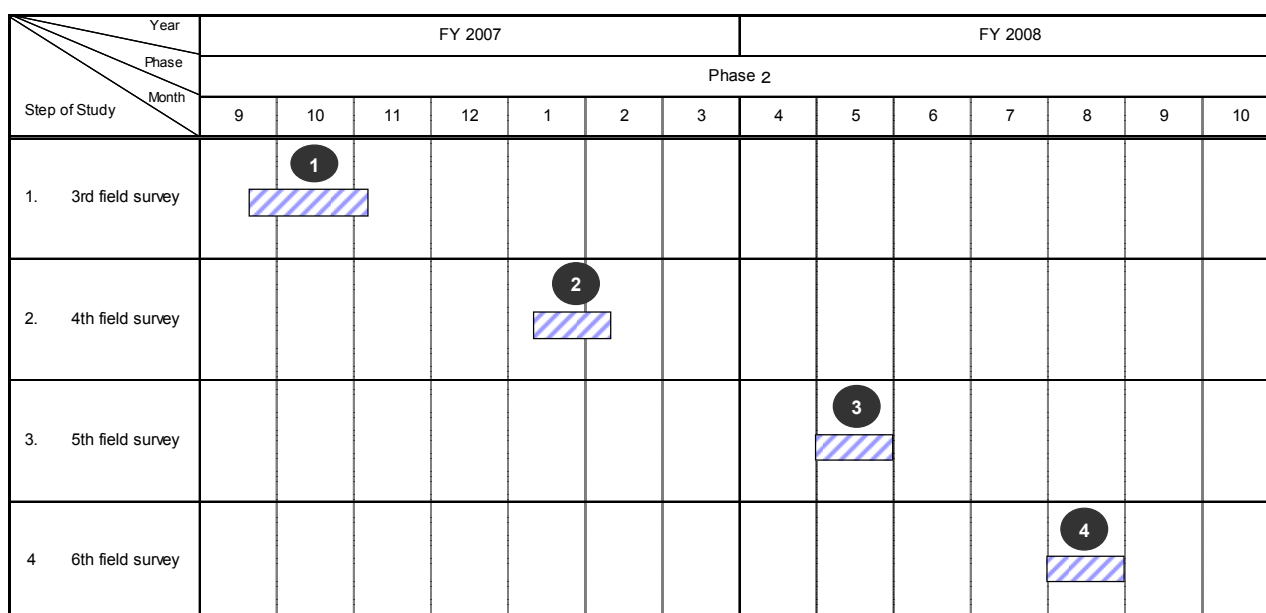 Year
FY 2007 FY 2008
Phase
Phase 2
Month
Step of Study
9 10 11 12 1 2 3 4 5 6 7 8 9 10
1
1. 3rd field survey
2
2. 4th field survey
3
3. 5th field survey
4
4 6th field survey